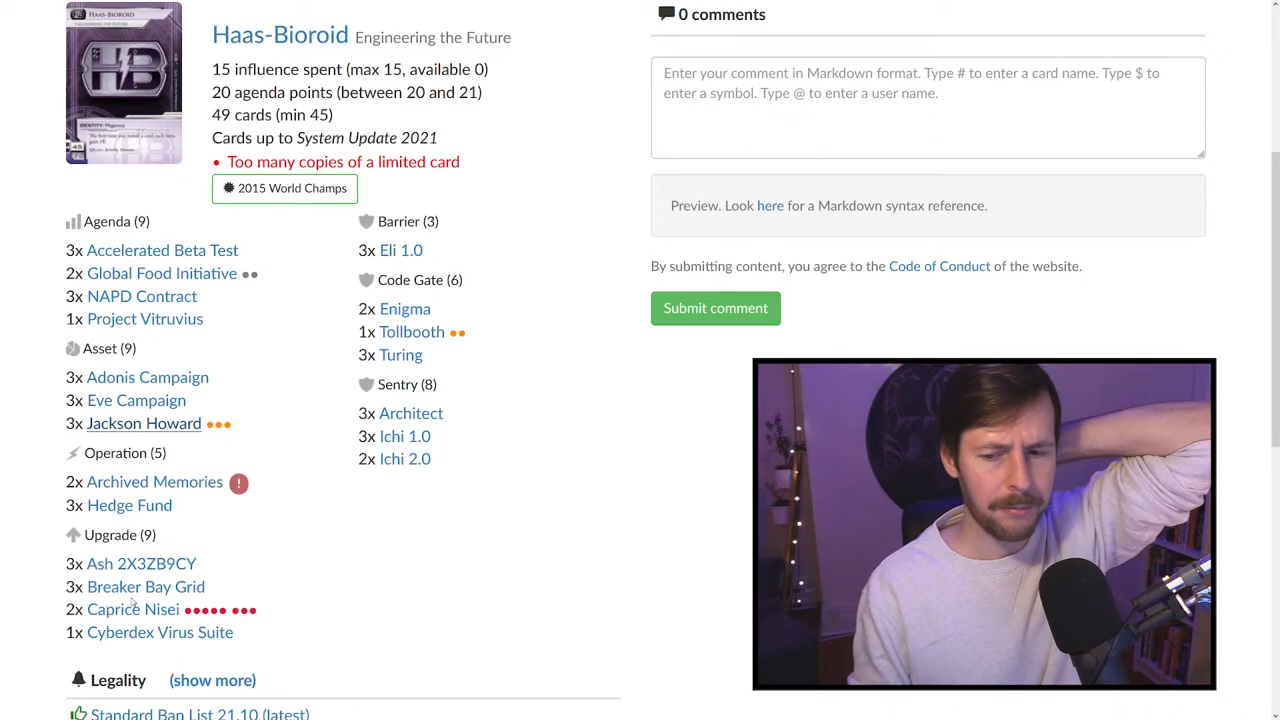 HAAS-BIOROID
ENGINEERING THE FUTURE
45
Haas-Bioroid Engineering the Future
15 influence spent (max 15, available 0)
20 agenda points (between 20 and 21)
49 cards (min 45)
Cards up to System Update 2021
• Too many copies of a limited card
2015 World Champs
Agenda (9)
3x Accelerated Beta Test
2x Global Food Initiative
3x NAPD Contract
1x Project Vitruvius
Asset (9)
3x Adonis Campaign
3x Eve Campaign
3x Jackson Howard
Operation (5)
2x Archived Memories !
3x Hedge Fund
Upgrade (9)
3x Ash 2X3ZB9CY
3x Breaker Bay Grid
2x Caprice Nisei
1x Cyberdex Virus Suite
Barrier (3)
3x Eli 1.0
Code Gate (6)
2x Enigma
1x Tollbooth
3x Turing
Sentry (8)
3x Architect
3x Ichi 1.0
2x Ichi 2.0
Legality (show more)
Standard Ban List 21.10 (latest)
0 comments
Enter your comment in Markdown format. Type # to enter a card name. Type $ to
enter a symbol. Type @ to enter a user name.
Preview. Look here for a Markdown syntax reference.
By submitting content, you agree to the Code of Conduct of the website.
Submit comment